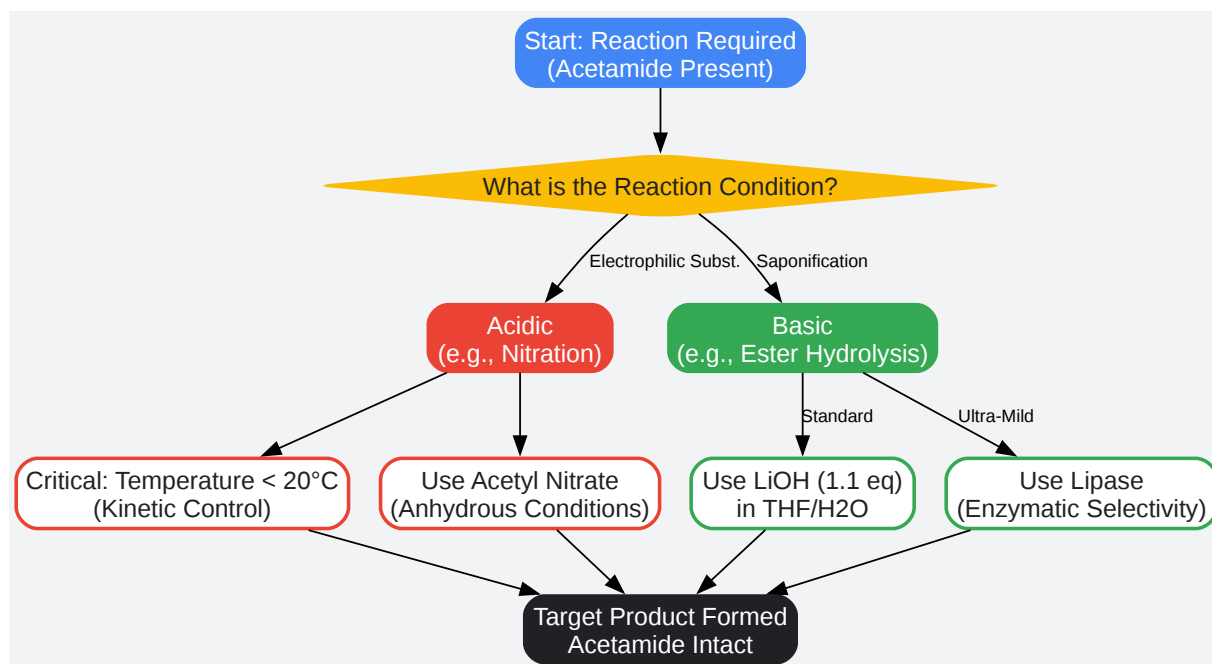 Start: Reaction Required
(Acetamide Present)
What is the Reaction Condition?
Electrophilic Subst.
Saponification
Acidic
(e.g., Nitration)
Basic
(e.g., Ester Hydrolysis)
Standard
Ultra-Mild
Critical: Temperature < 20°C
(Kinetic Control)
Use Acetyl Nitrate
(Anhydrous Conditions)
Use LiOH (1.1 eq)
in THF/H2O
Use Lipase
(Enzymatic Selectivity)
Target Product Formed
Acetamide Intact